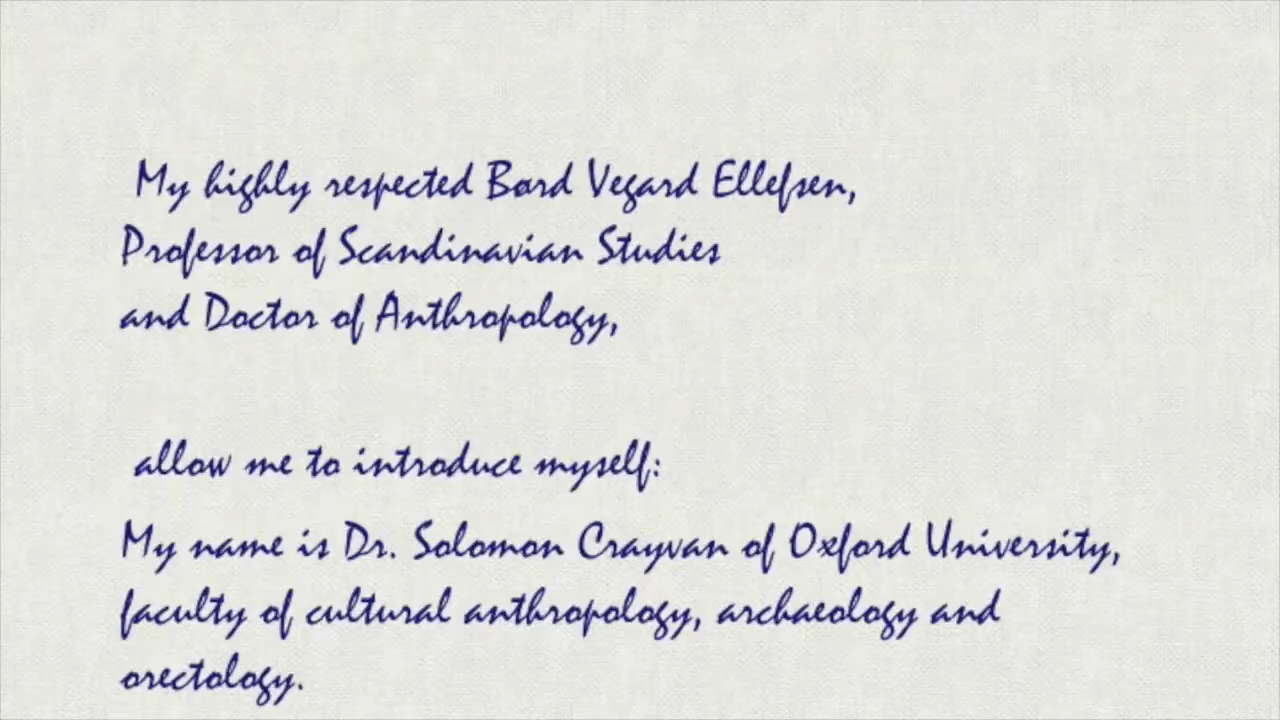 My highly respected Bård Vegard Ellefsen,
Professor of Scandinavian Studies
and Doctor of Anthropology,
allow me to introduce myself:
My name is Dr. Solomon Crayvan of Oxford University,
faculty of cultural anthropology, archaeology and
orectology.